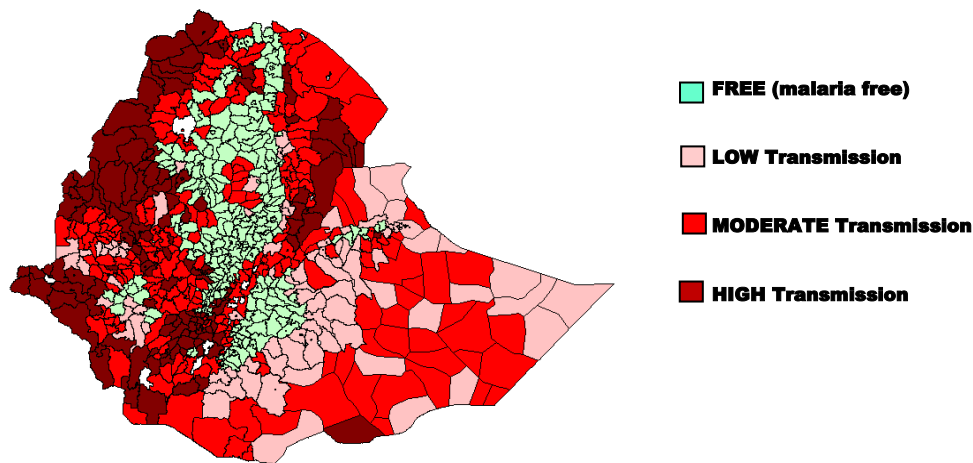 FREE (malaria free)
LOW Transmission
MODERATE Transmission
HIGH Transmission